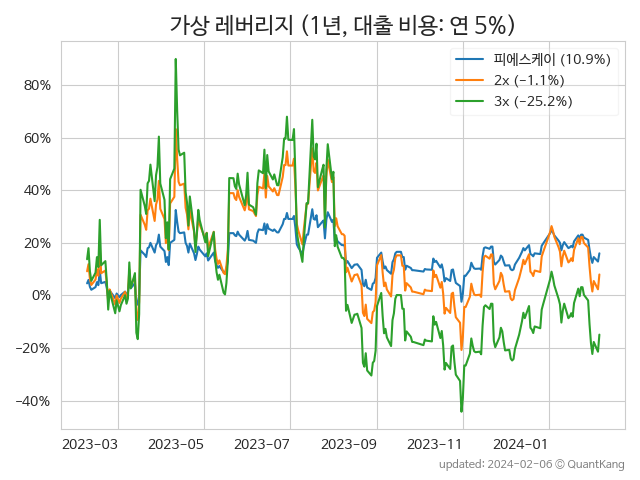 가상 레버리지 (1년, 대출 비용: 연 5%)
피에스케이 (10.9%)
2x (−1.1%)
3x (−25.2%)
80%
60%
40%
20%
0%
−20%
−40%
2023-03 2023-05 2023-07 2023-09 2023-11 2024-01
updated: 2024-02-06 © QuantKang